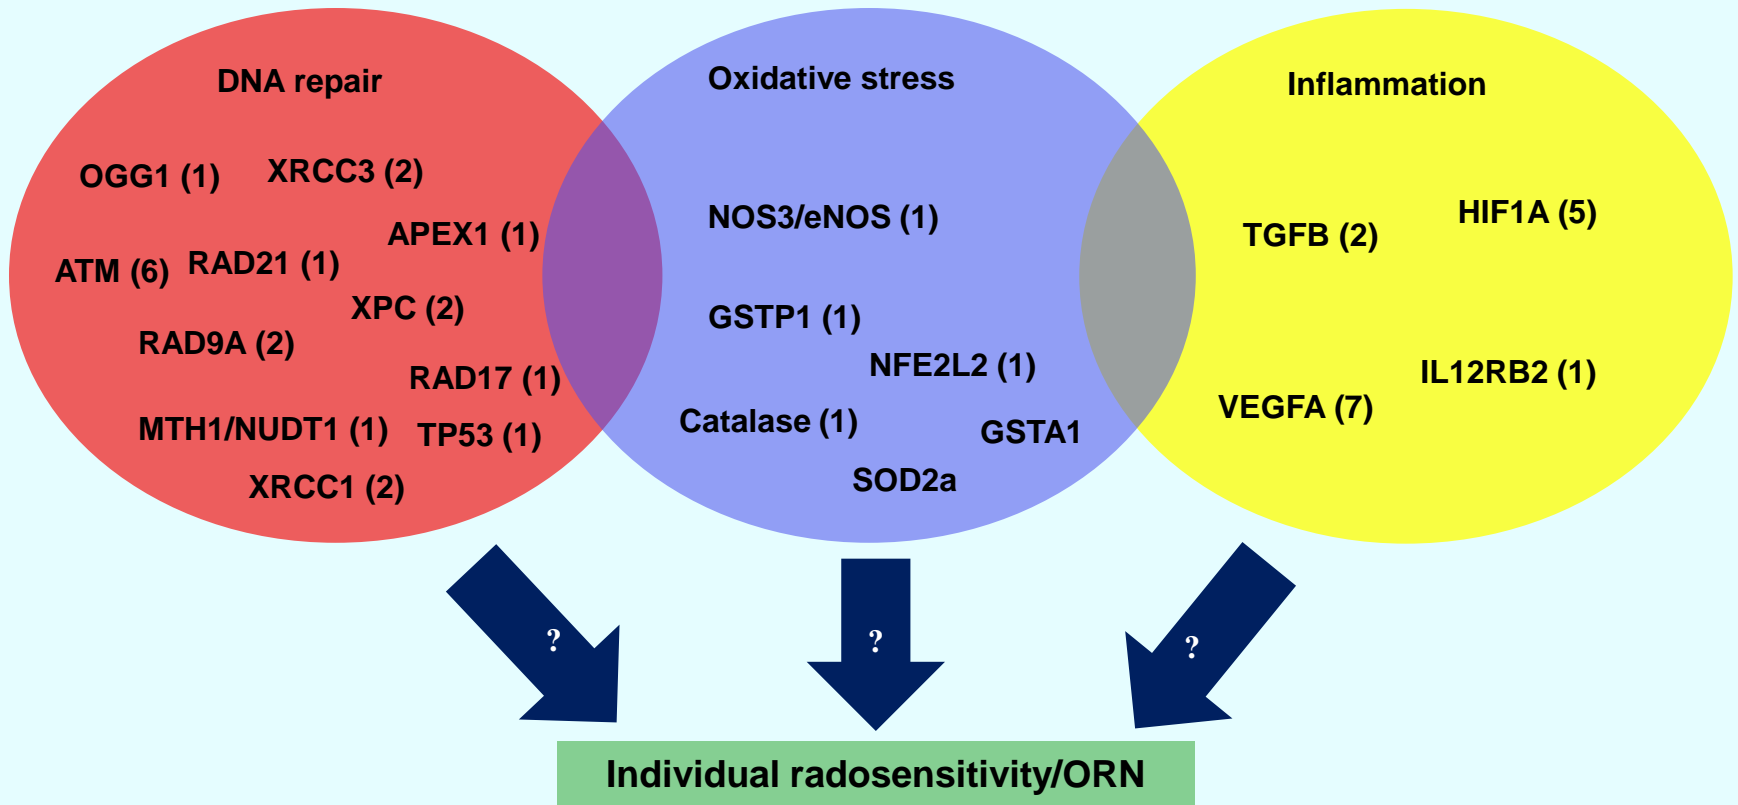 DNA repair
OGG1 (1)
XRCC3 (2)
APEX1 (1)
ATM (6)
RAD21 (1)
XPC (2)
RAD9A (2)
RAD17 (1)
MTH1/NUDT1 (1)
TP53 (1)
XRCC1 (2)
Oxidative stress
NOS3/eNOS (1)
GSTP1 (1)
NFE2L2 (1)
Catalase (1)
GSTA1
SOD2a
Inflammation
HIF1A (5)
TGFB (2)
IL12RB2 (1)
VEGFA (7)
?
?
?
Individual radosensitivity/ORN